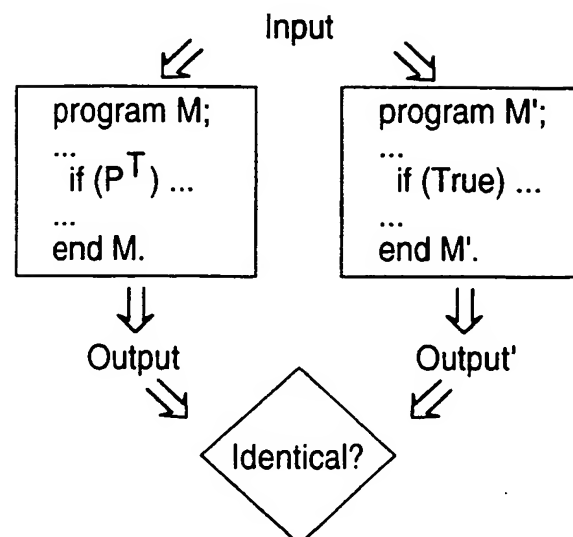 Input
program M;
...
if (P^T) ...
...
end M.
program M';
...
if (True) ...
...
end M'.
Output
Output'
Identical?